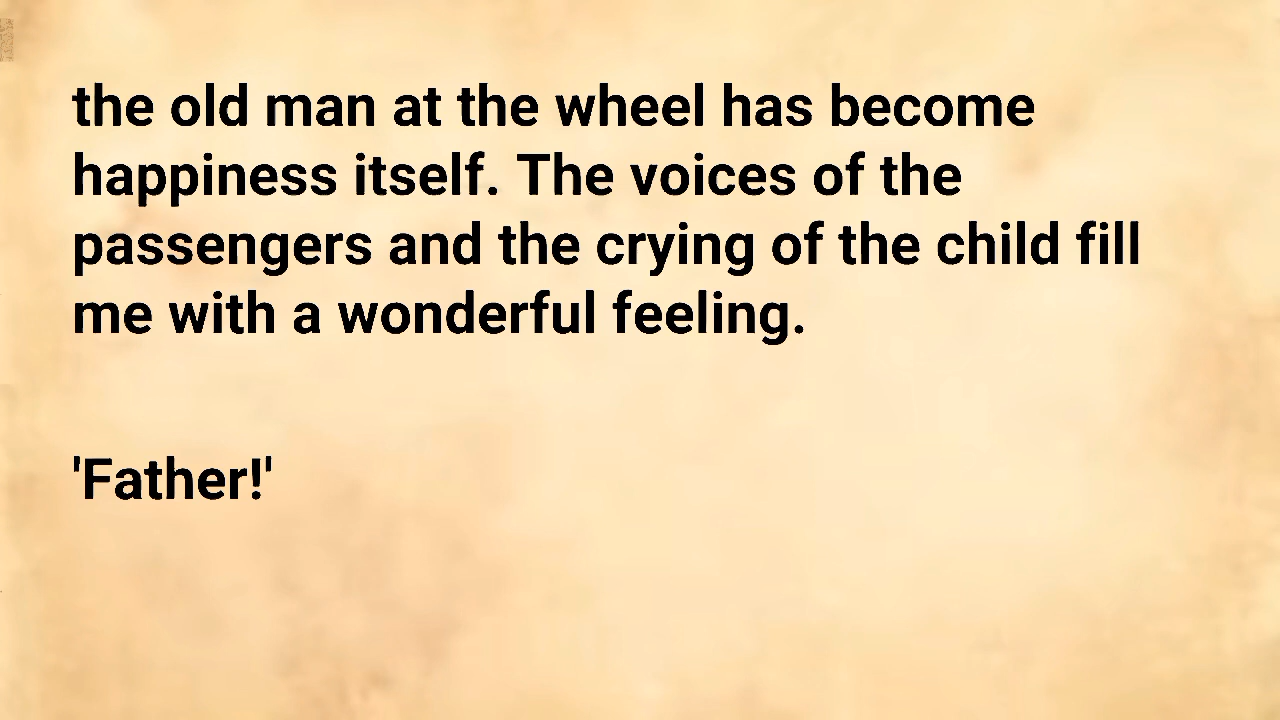 the old man at the wheel has become
happiness itself. The voices of the
passengers and the crying of the child fill
me with a wonderful feeling.
'Father!'